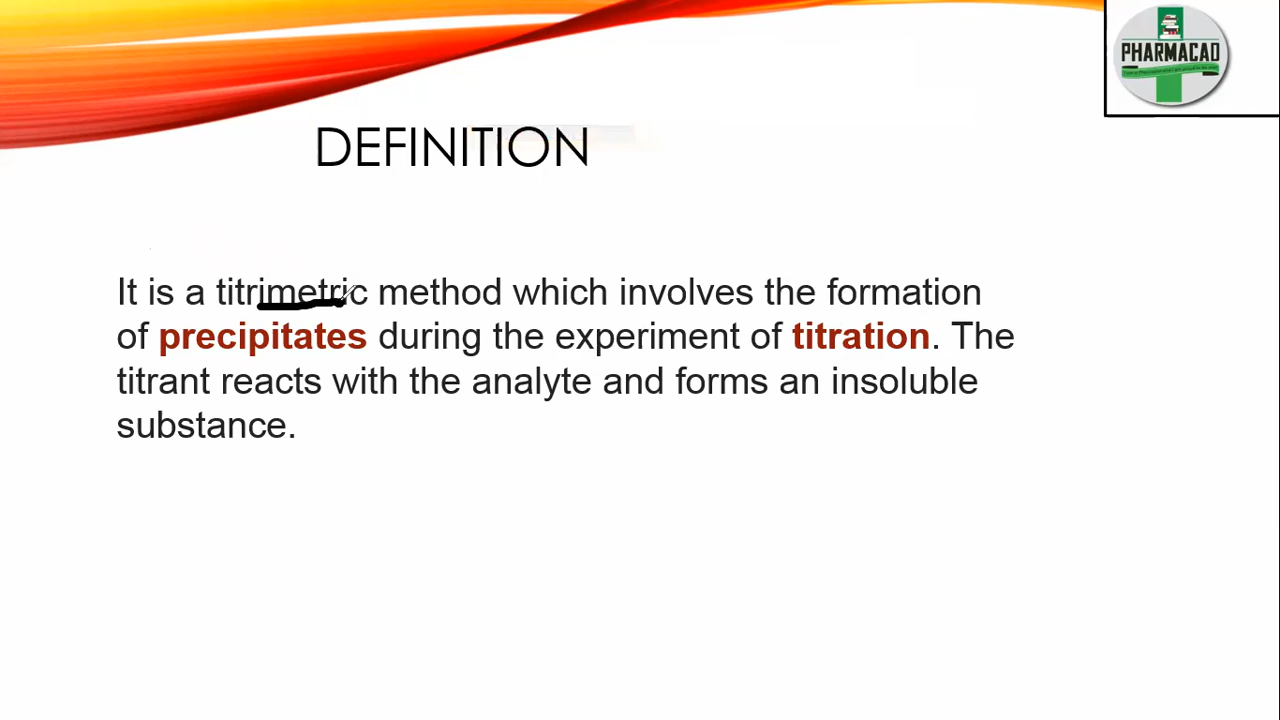 PHARMACAD
DEFINITION
It is a titrimetric method which involves the formation
of precipitates during the experiment of titration. The
titrant reacts with the analyte and forms an insoluble
substance.